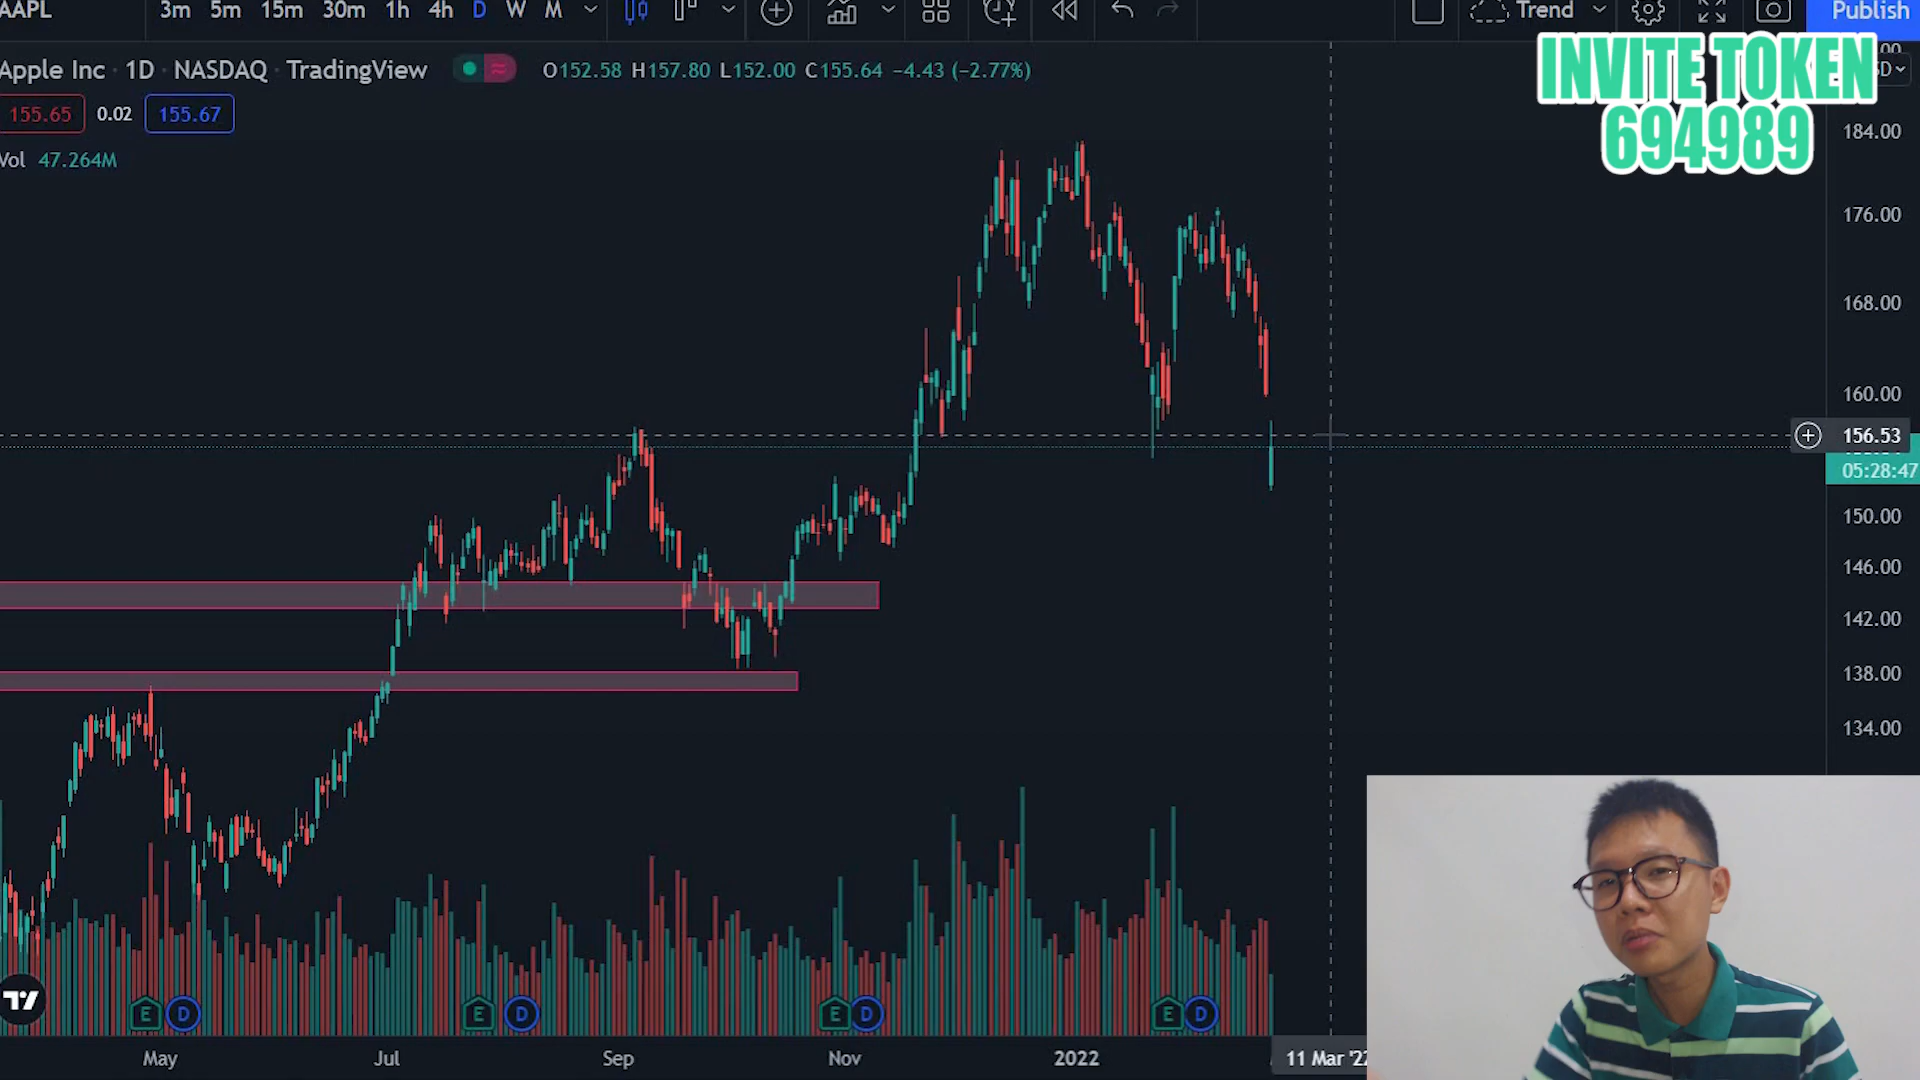 AAPL 3m 5m 15m 30m 1h 4h D W M Trend Publish
Apple Inc · 1D · NASDAQ · TradingView O152.58 H157.80 L152.00 C155.64 −4.43 (−2.77%)
INVITE TOKEN
694989
155.65 0.02 155.67
Vol 47.264M
184.00
176.00
168.00
160.00
156.53
05:28:47
150.00
146.00
142.00
138.00
134.00
E D E D E D E D
May Jul Sep Nov 2022 11 Mar '22